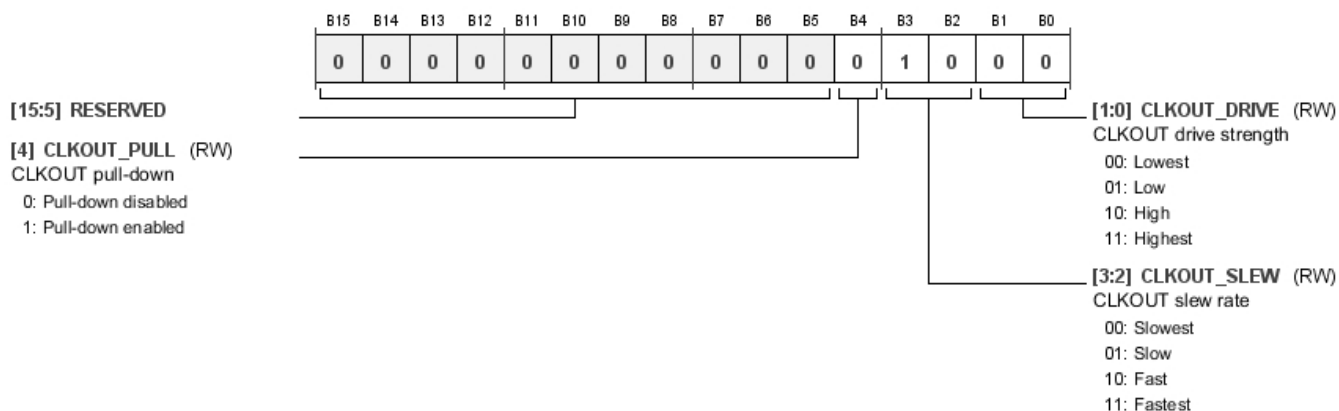 B15 B14 B13 B12 B11 B10 B9 B8 B7 B6 B5 B4 B3 B2 B1 B0
0 0 0 0 0 0 0 0 0 0 0 0 1 0 0 0
[15:5] RESERVED
[4] CLKOUT_PULL (RW)
CLKOUT pull-down
0: Pull-down disabled
1: Pull-down enabled
[1:0] CLKOUT_DRIVE (RW)
CLKOUT drive strength
00: Lowest
01: Low
10: High
11: Highest
[3:2] CLKOUT_SLEW (RW)
CLKOUT slew rate
00: Slowest
01: Slow
10: Fast
11: Fastest